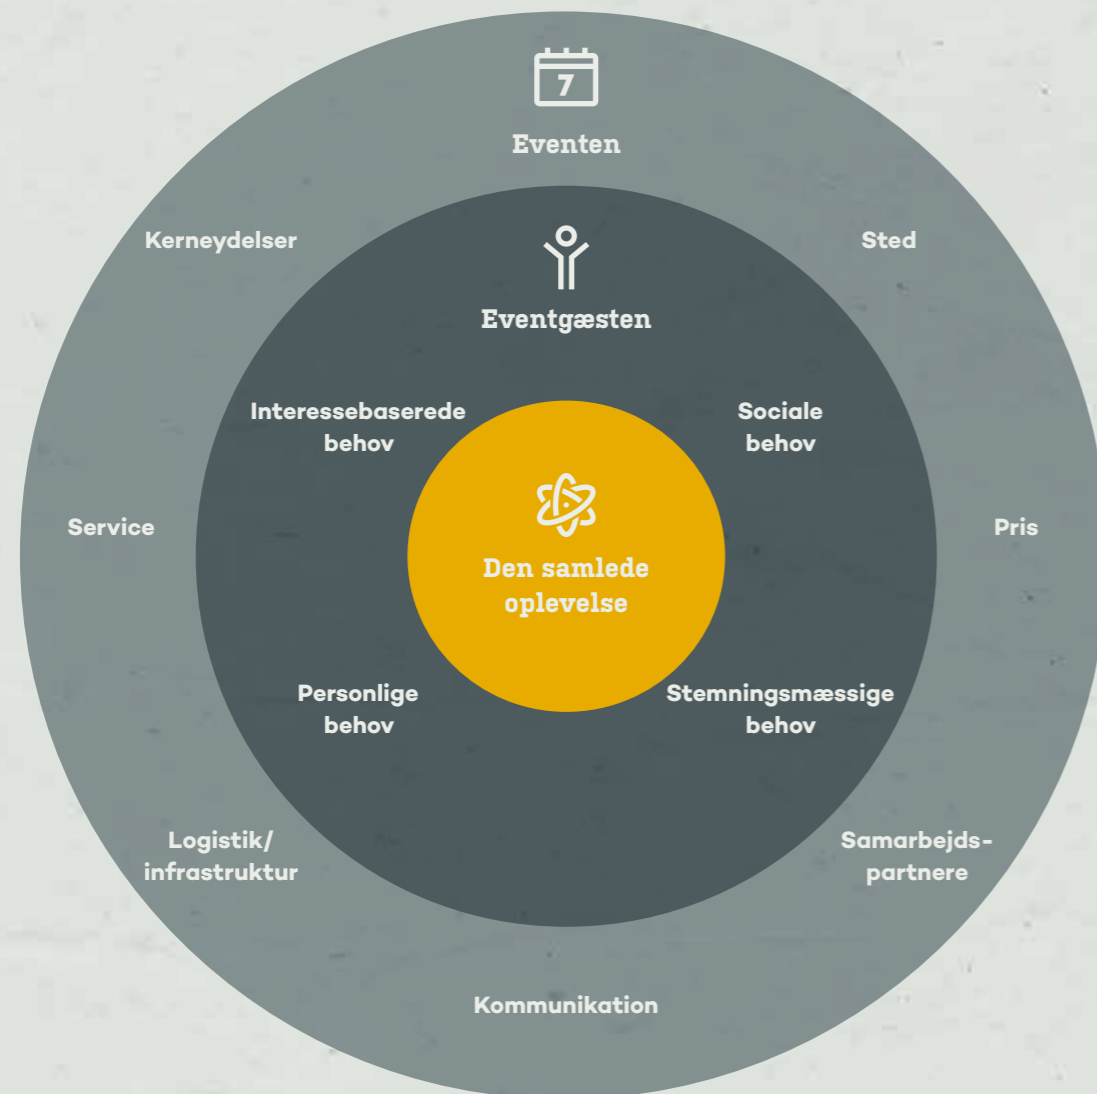 7
Eventen
Kerneydelser
Sted
Eventgæsten
Interessebaserede
behov
Sociale
behov
Service
Pris
Den samlede
oplevelse
Personlige
behov
Stemningsmæssige
behov
Logistik/
infrastruktur
Samarbejds-
partnere
Kommunikation